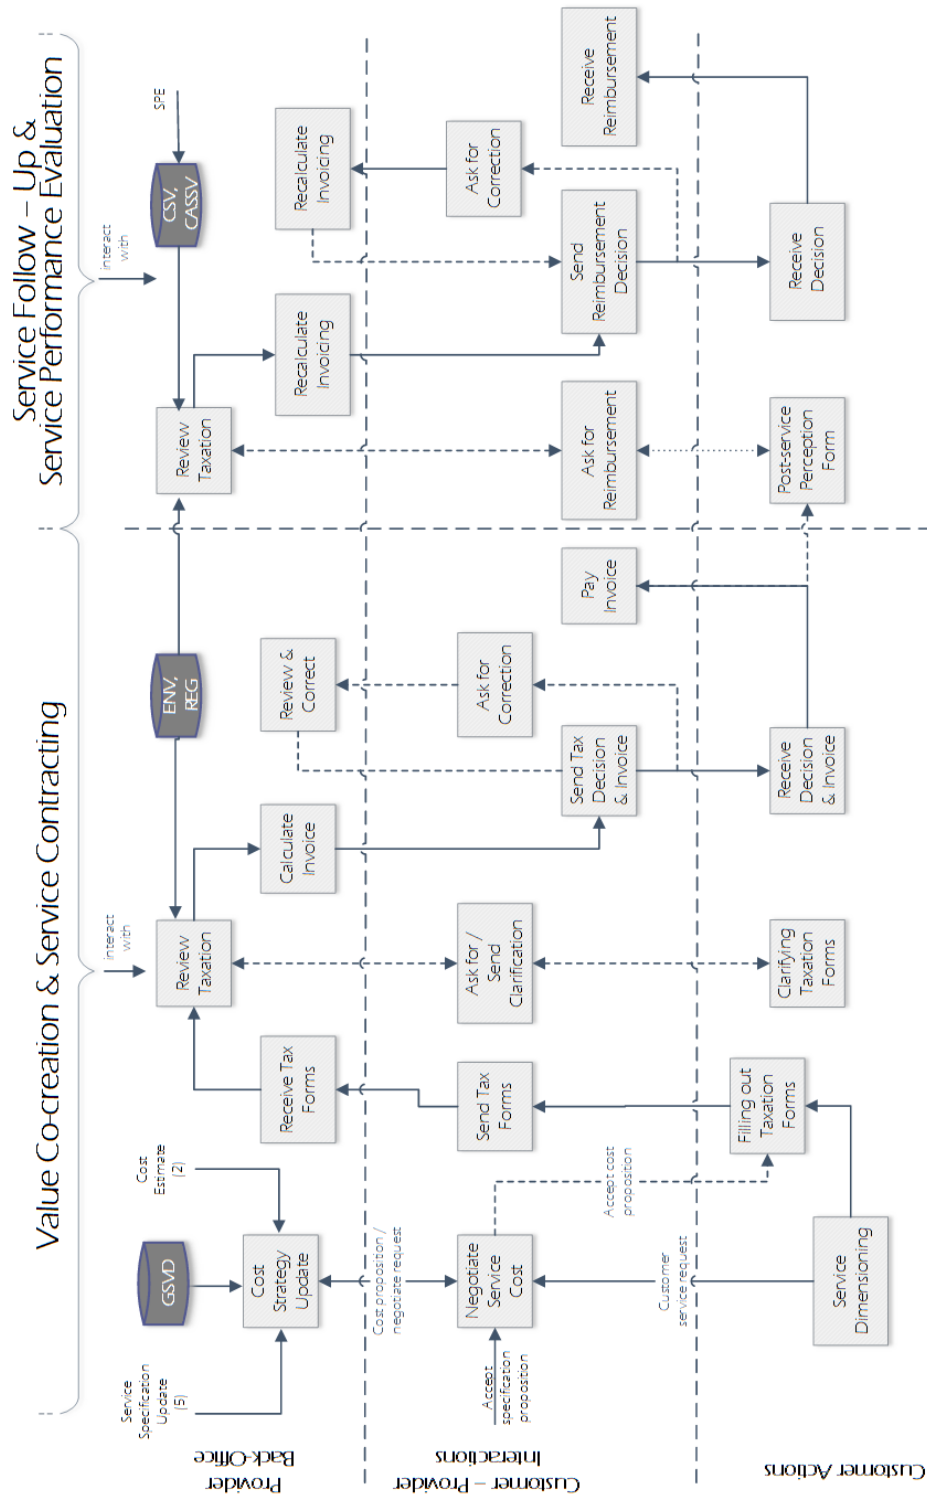 Value Co-creation & Service Contracting
Service Follow – Up &
Service Performance Evaluation
Provider
Back-Office
Service
Specification
Update
(5)
GSVD
Cost
Estimate
(2)
Cost
Strategy
Update
Receive Tax
Forms
interact
with
Review
Taxation
Calculate
Invoice
ENV,
REG
Review &
Correct
Review
Taxation
Recalculate
Invoicing
interact
with
CSV,
CASSV
SPE
Recalculate
Invoicing
Customer – Provider
Interactions
Cost proposition /
negotiate request
Accept
specification
proposition
Negotiate
Service
Cost
Send Tax
Forms
Ask for /
Send
Clarification
Send Tax
Decision
& Invoice
Ask for
Correction
Pay
Invoice
Ask for
Reimbursement
Send
Reimbursement
Decision
Ask for
Correction
Receive
Reimbursement
Customer Actions
Customer
service request
Accept cost
proposition
Service
Dimensioning
Filling out
Taxation
Forms
Clarifying
Taxation
Forms
Receive
Decision
& Invoice
Post-service
Perception
Form
Receive
Decision